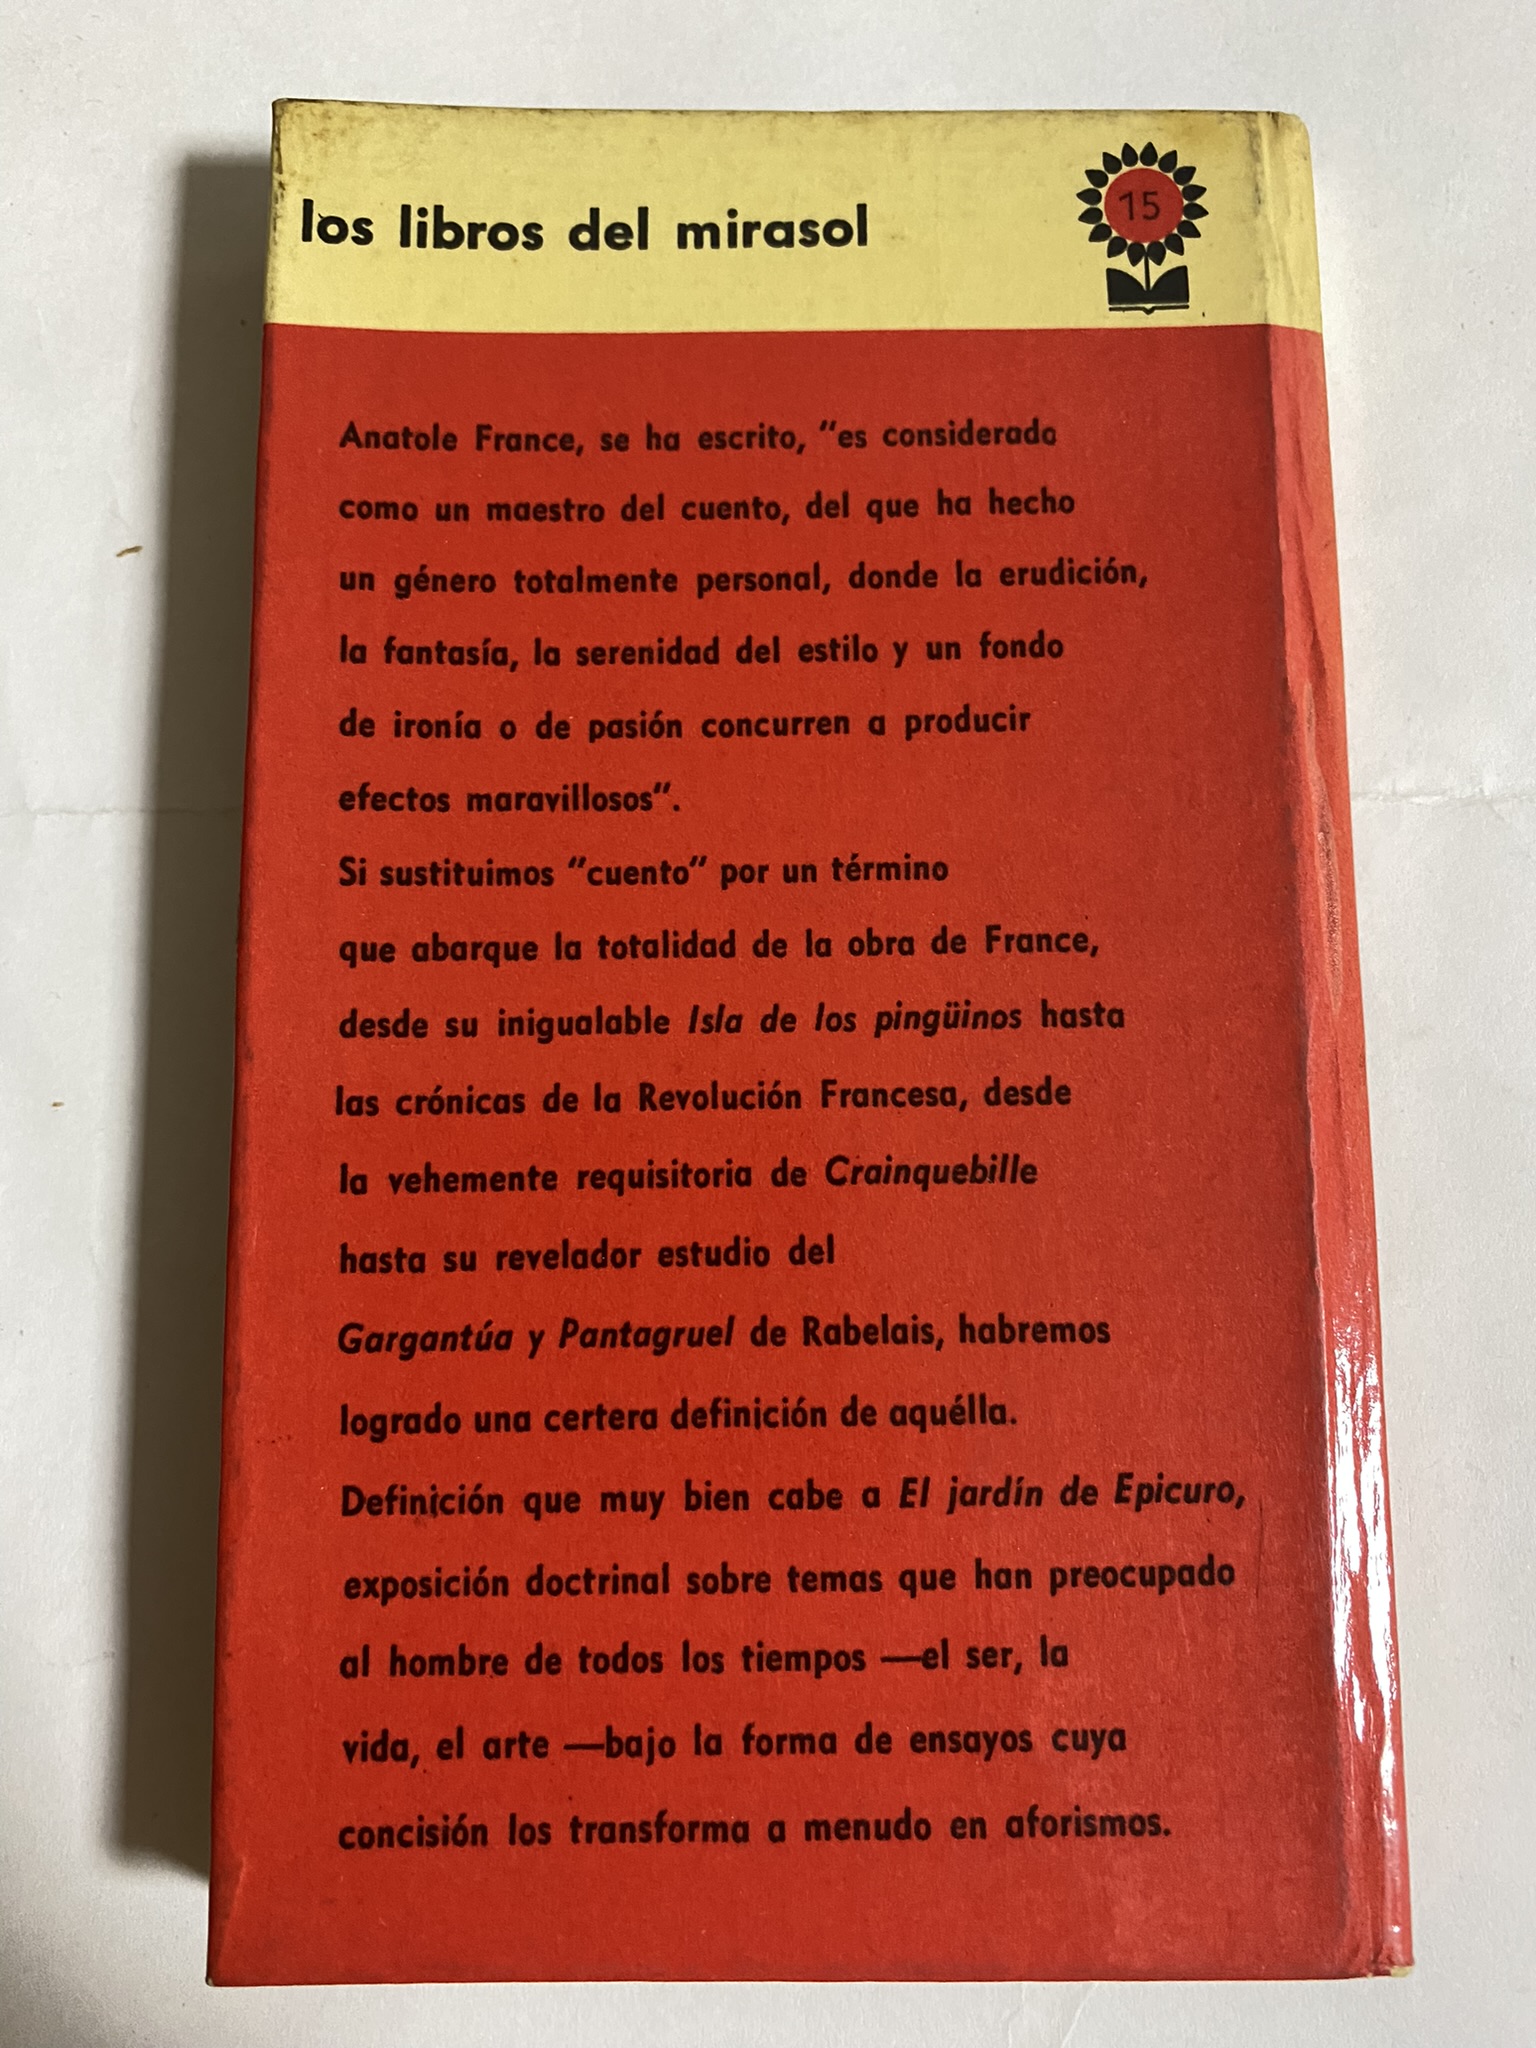 los libros del mirasol
15
Anatole France, se ha escrito, "es considerado
como un maestro del cuento, del que ha hecho
un género totalmente personal, donde la erudición,
la fantasía, la serenidad del estilo y un fondo
de ironía o de pasión concurren a producir
efectos maravillosos".
Si sustituimos "cuento" por un término
que abarque la totalidad de la obra de France,
desde su inigualable Isla de los pingüinos hasta
las crónicas de la Revolución Francesa, desde
la vehemente requisitoria de Crainquebille
hasta su revelador estudio del
Gargantúa y Pantagruel de Rabelais, habremos
logrado una certera definición de aquélla.
Definición que muy bien cabe a El jardín de Epicuro,
exposición doctrinal sobre temas que han preocupado
al hombre de todos los tiempos —el ser, la
vida, el arte —bajo la forma de ensayos cuya
concisión los transforma a menudo en aforismos.